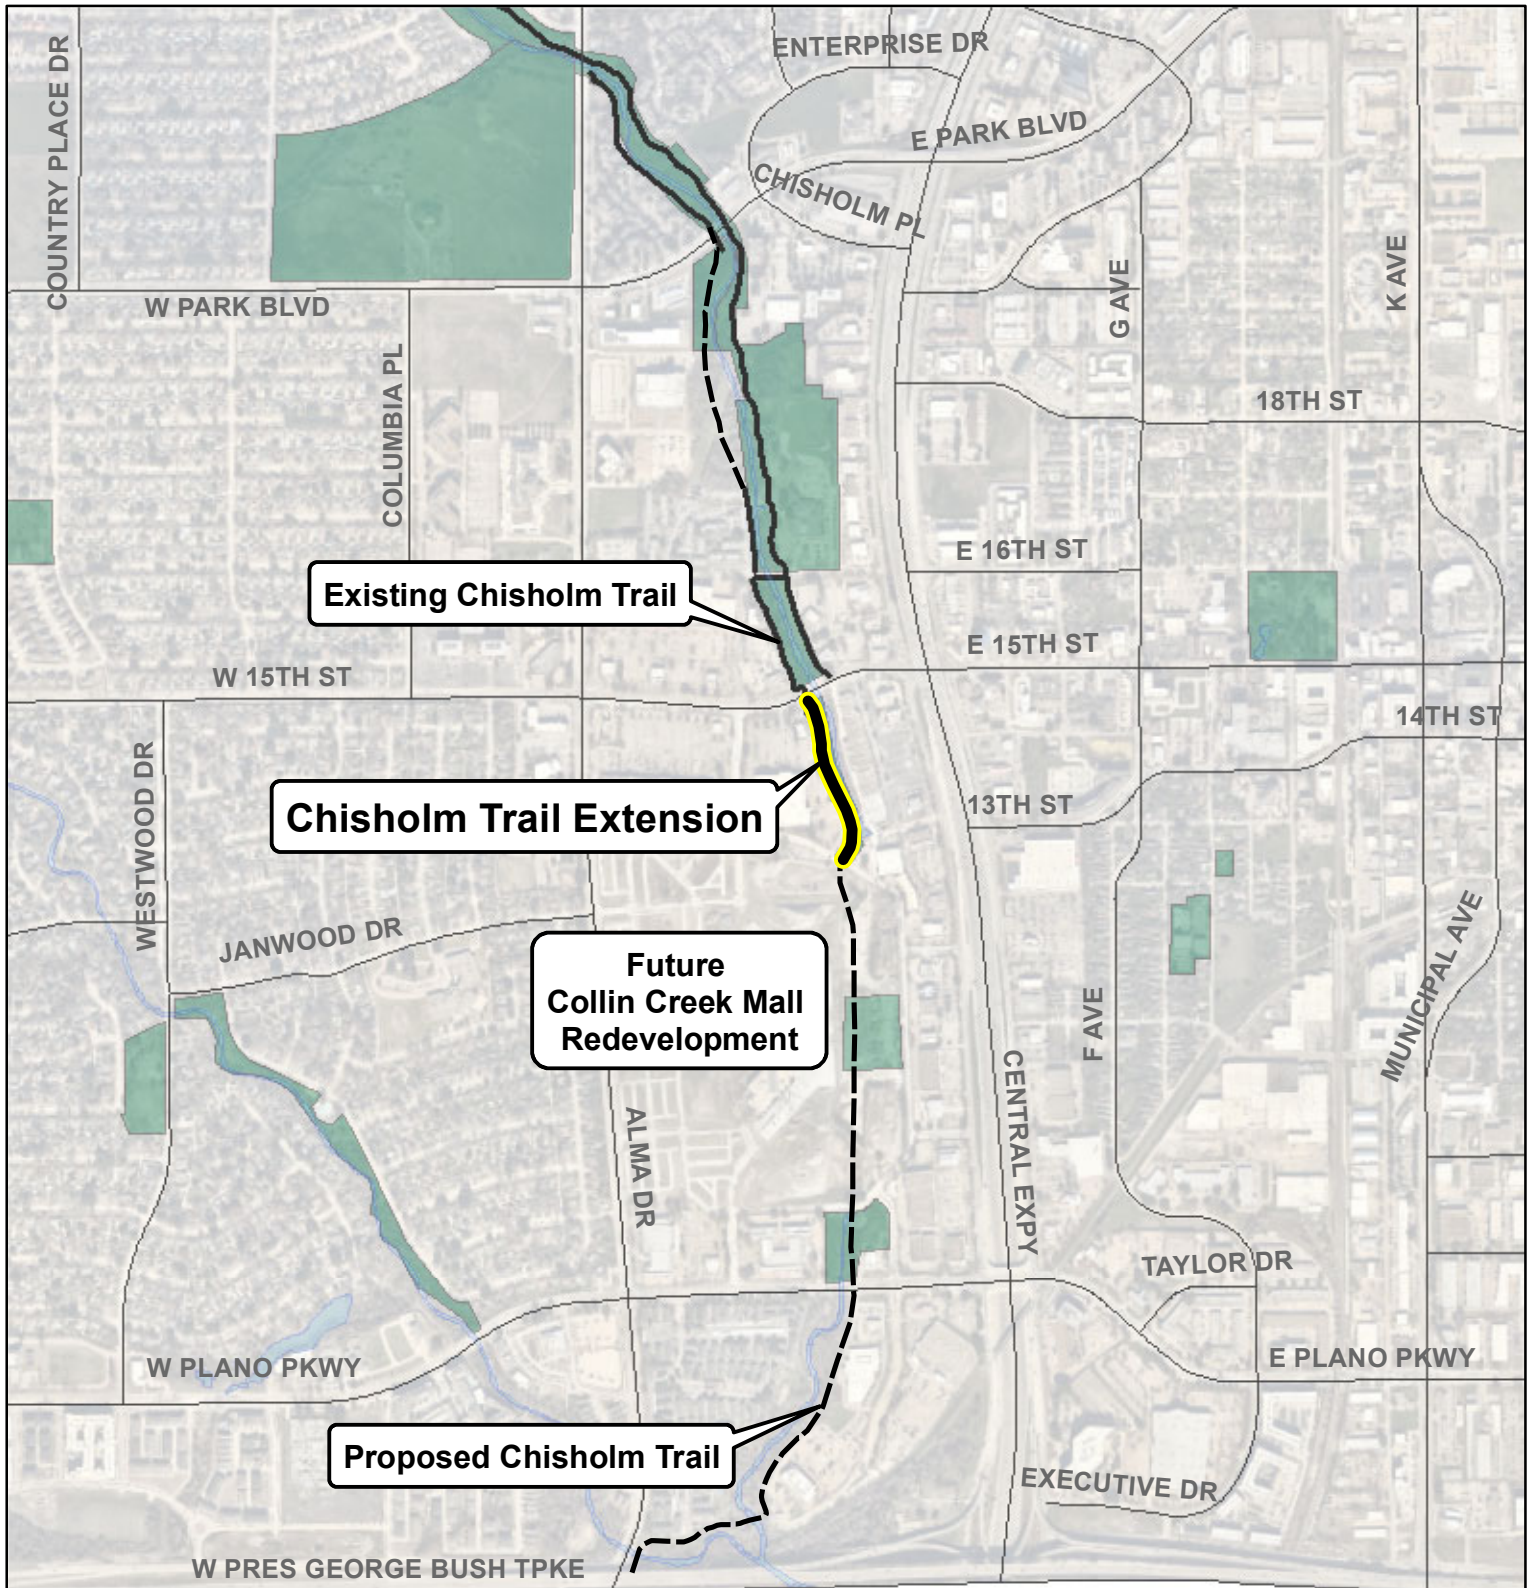 ENTERPRISE DR
COUNTRY PLACE DR
E PARK BLVD
CHISHOLM PL
K AVE
G AVE
W PARK BLVD
COLUMBIA PL
18TH ST
E 16TH ST
Existing Chisholm Trail
E 15TH ST
W 15TH ST
14TH ST
WESTWOOD DR
13TH ST
Chisholm Trail Extension
JANWOOD DR
MUNICIPAL AVE
Future
Collin Creek Mall
Redevelopment
F AVE
CENTRAL EXPY
ALMA DR
TAYLOR DR
W PLANO PKWY
E PLANO PKWY
Proposed Chisholm Trail
EXECUTIVE DR
W PRES GEORGE BUSH TPKE